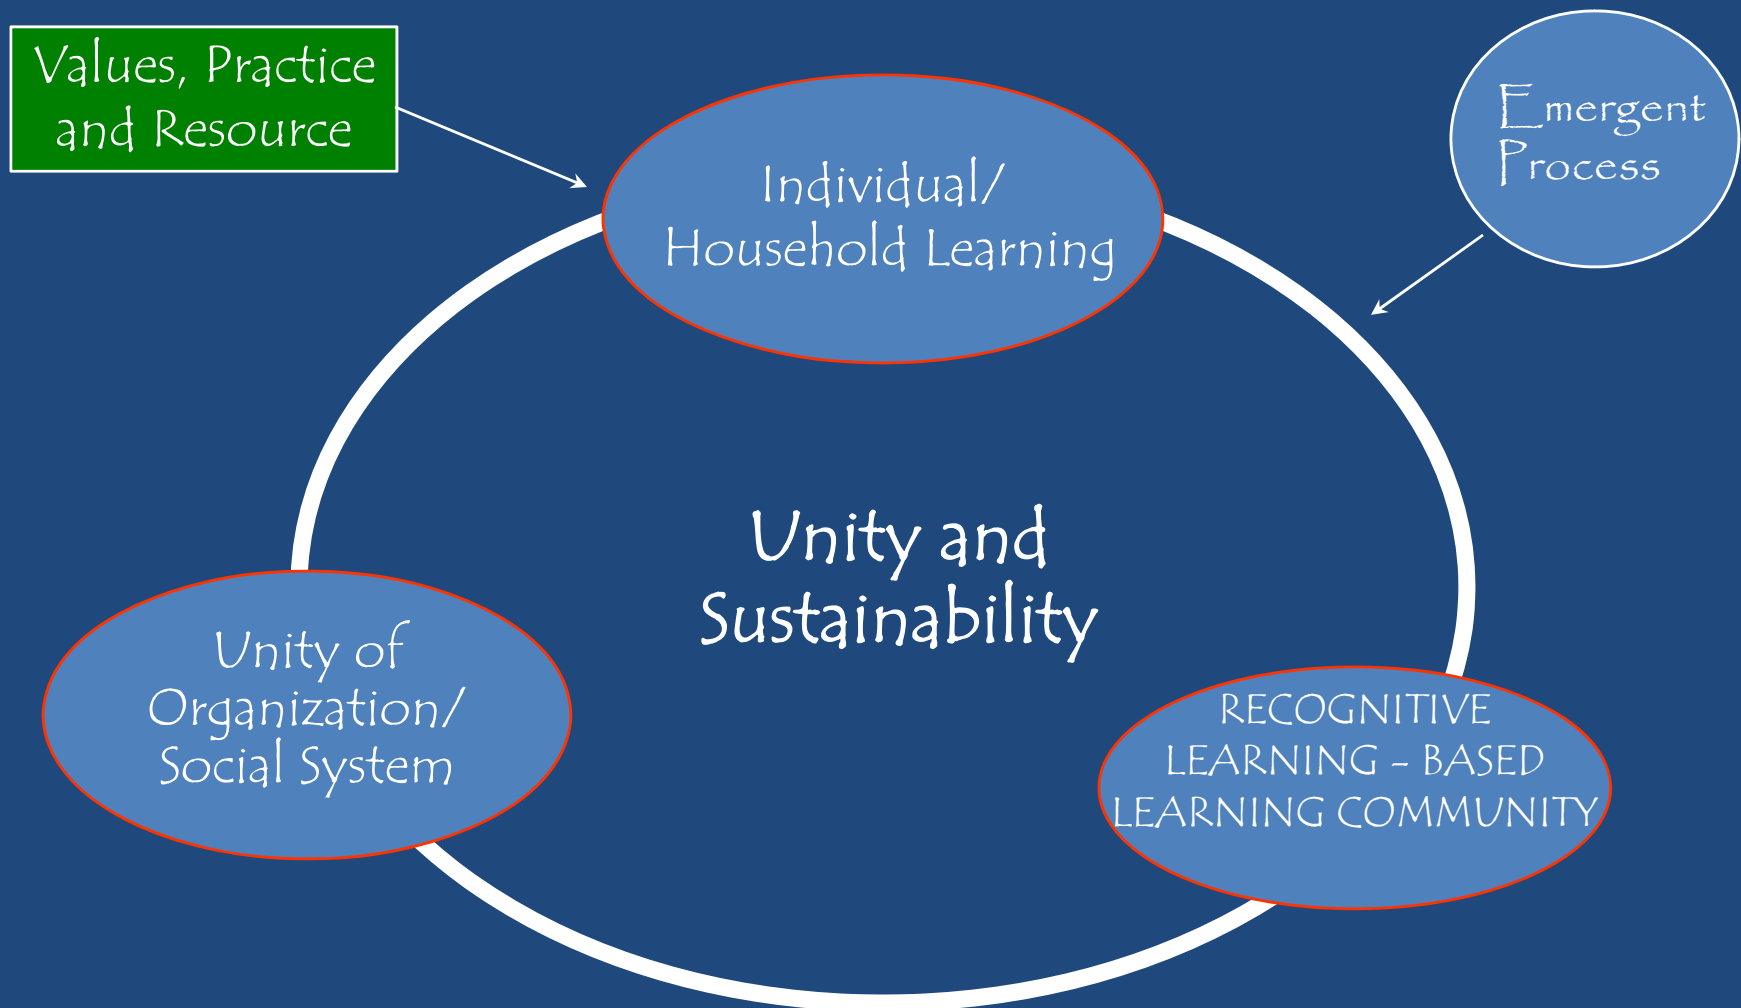 Values, Practice
and Resource
Emergent
Process
Individual/
Household Learning
Unity and
Sustainability
Unity of
Organization/
Social System
RECOGNITIVE
LEARNING – BASED
LEARNING COMMUNITY